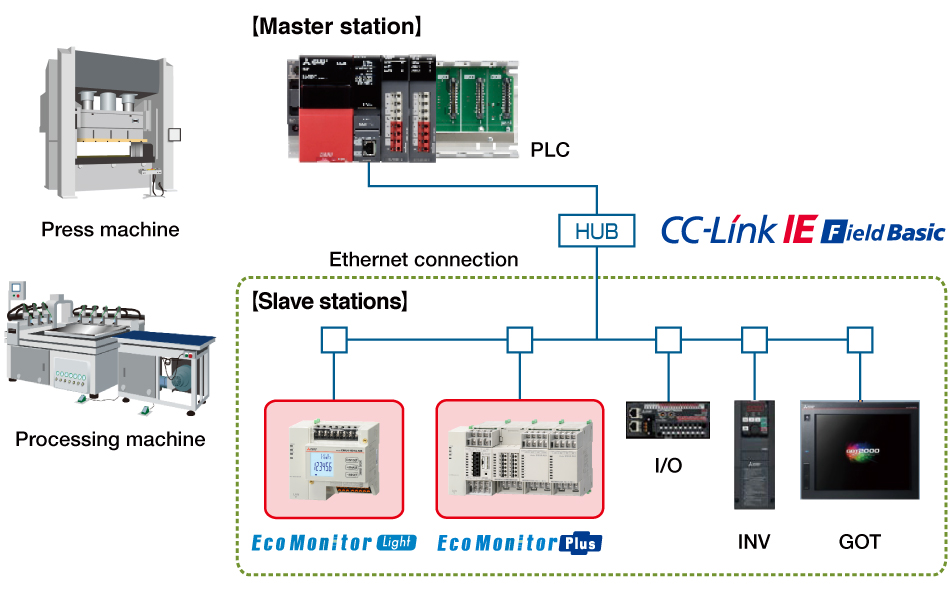 【Master station】
PLC
Press machine
HUB
CC-Link IE Field Basic
Ethernet connection
【Slave stations】
123456
Processing machine
I/O
EcoMonitor Light
EcoMonitor Plus
INV
GOT